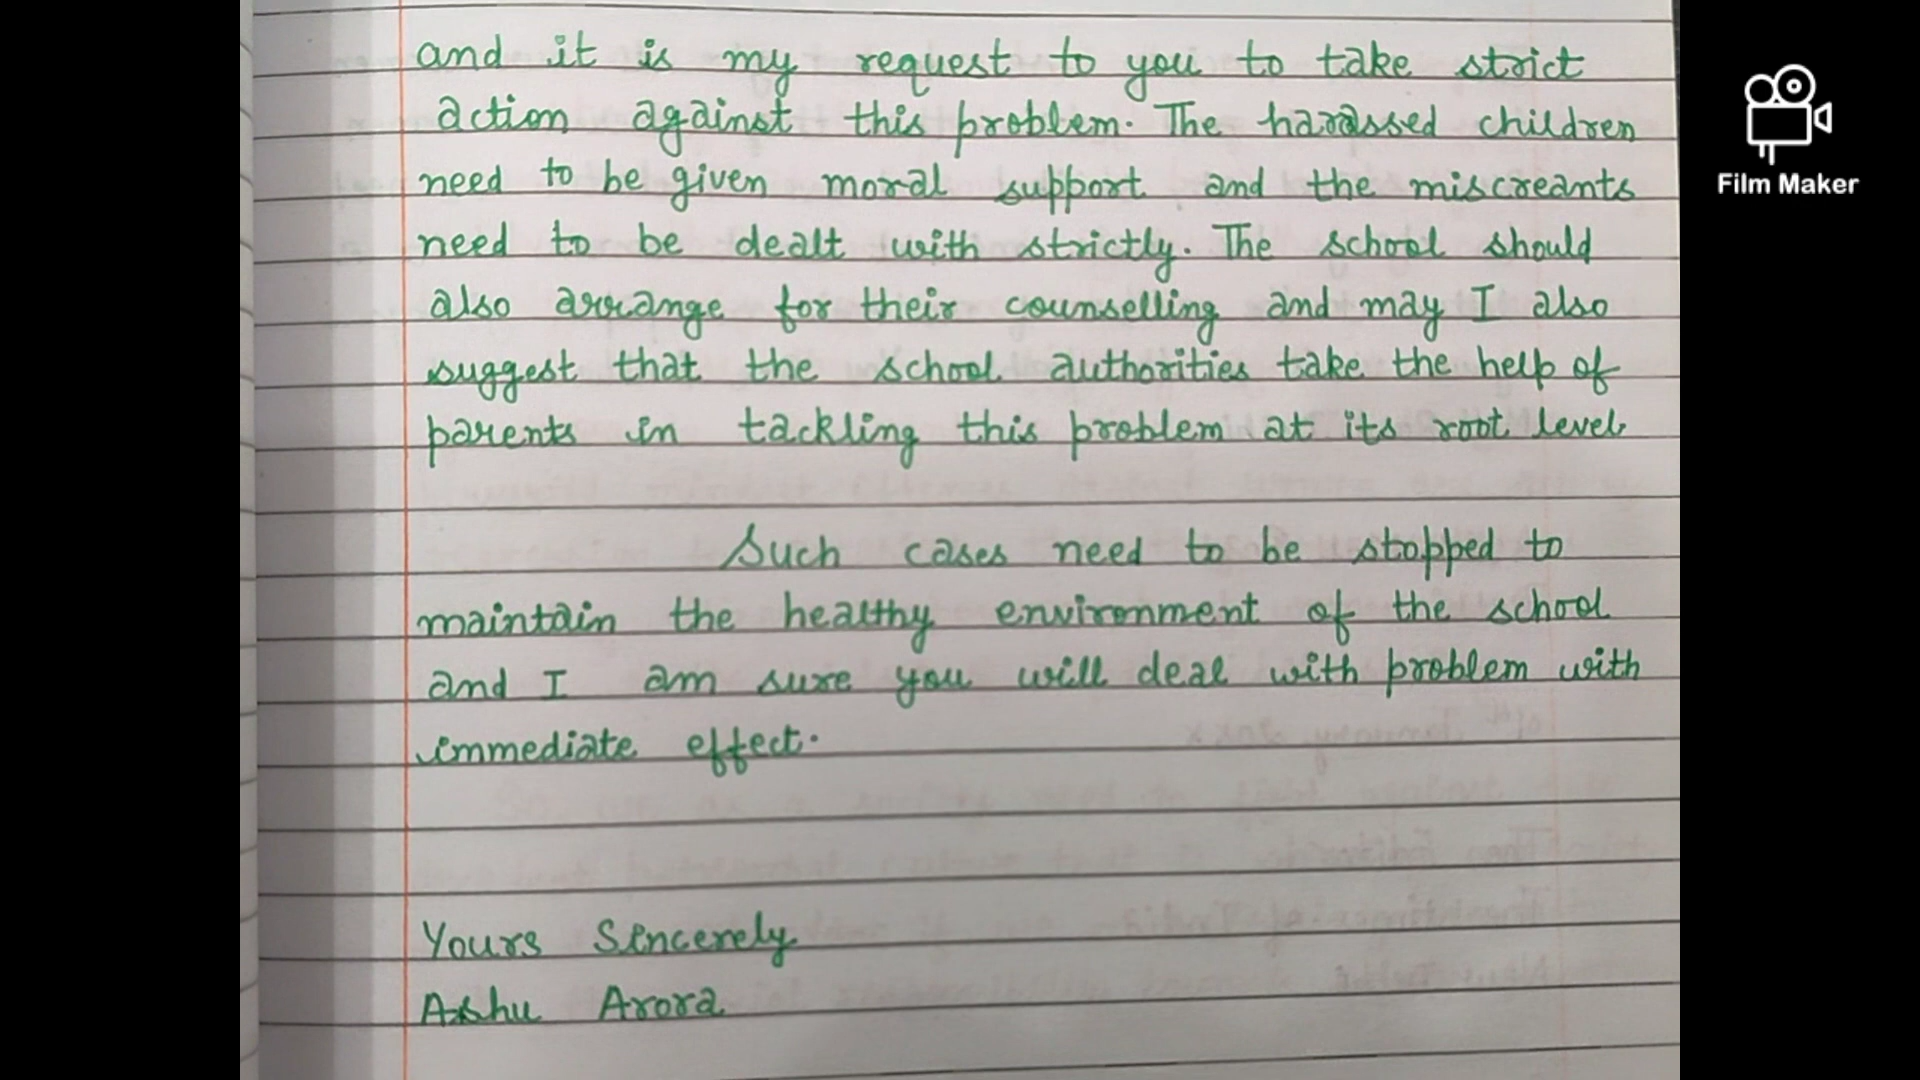 and it is my request to you to take strict
action against this problem. The harassed children
need to be given moral support and the miscreants
need to be dealt with strictly. The school should
also arrange for their counselling and may I also
suggest that the school authorities take the help of
parents in tackling this problem at its root level.
Such cases need to be stopped to
maintain the healthy environment of the school
and I am sure you will deal with problem with
immediate effect.
Yours Sincerely
Ashu Arora
Film Maker